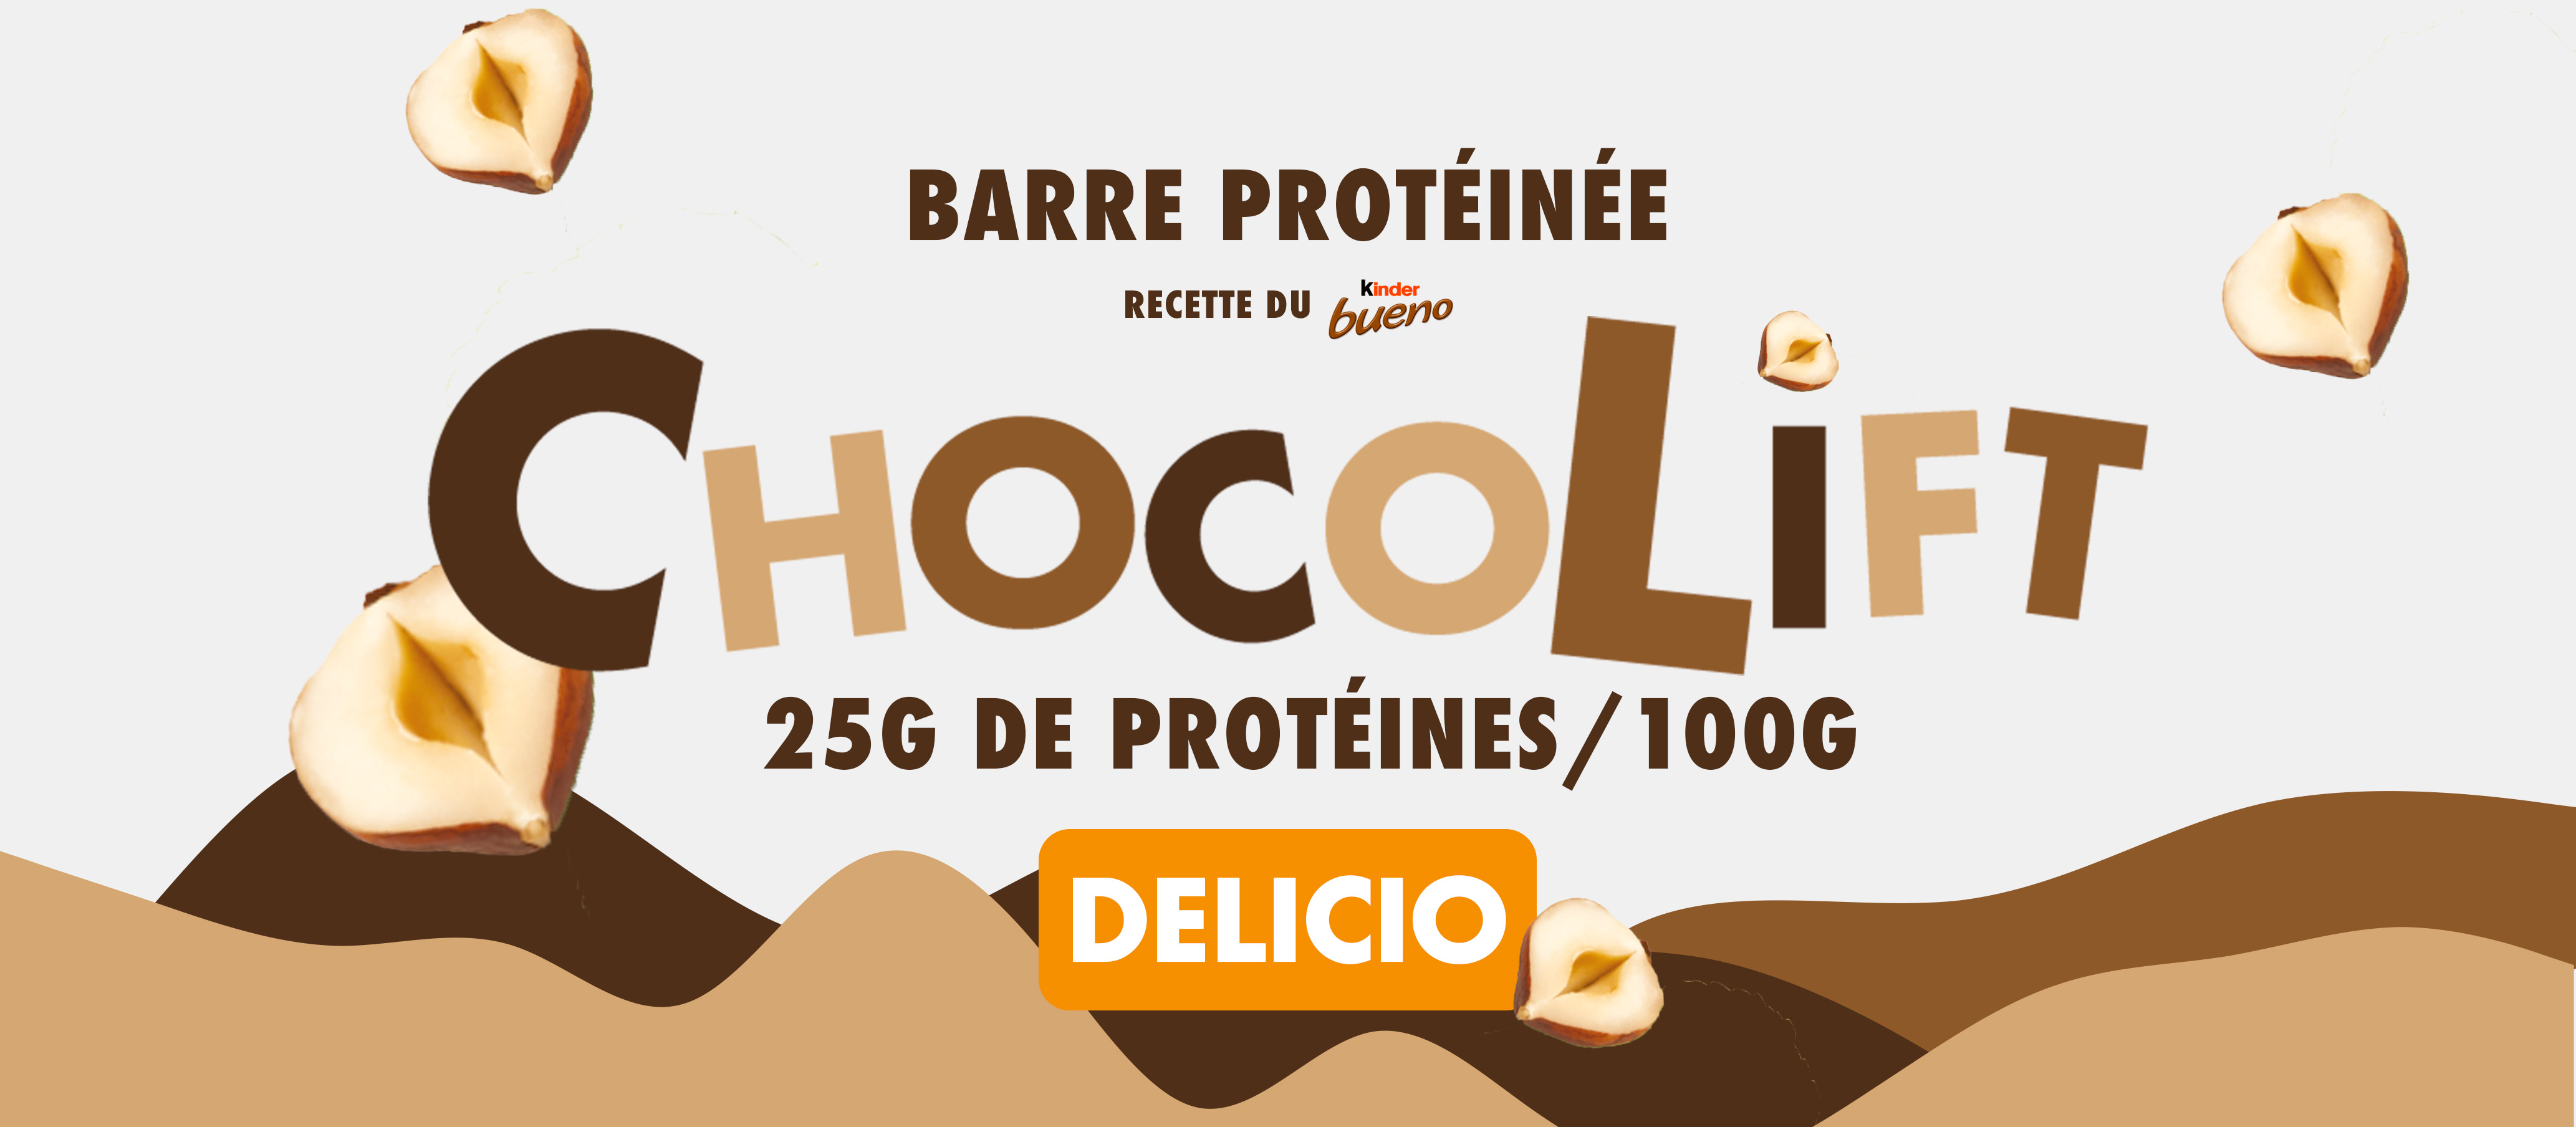 BARRE PROTÉINÉE
RECETTE DU Kinder bueno
CHOCOLiFT
25G DE PROTÉINES/100G
DELICIO